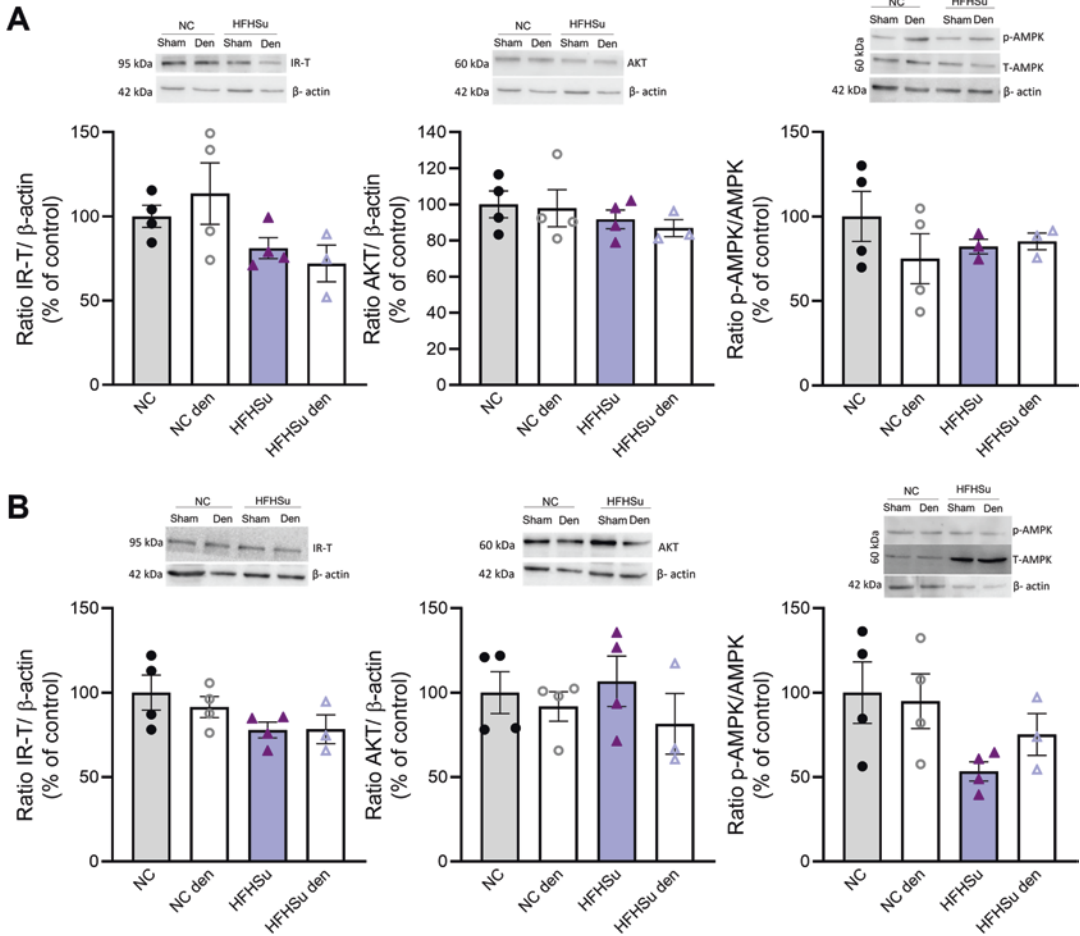 A
NC HFHSu
Sham Den Sham Den
95 kDa IR-T
42 kDa β- actin
Ratio IR-T/ β-actin
(% of control)
150
100
50
0
NC
NC den
HFHSu
HFHSu den
NC HFHSu
Sham Den Sham Den
60 kDa AKT
42 kDa β- actin
Ratio AKT/ β-actin
(% of control)
140
120
100
80
60
40
20
0
NC
NC den
HFHSu
HFHSu den
NC HFHSu
Sham Den Sham Den
60 kDa
p-AMPK
T-AMPK
42 kDa β- actin
Ratio p-AMPK/AMPK
(% of control)
150
100
50
0
NC
NC den
HFHSu
HFHSu den
B
NC HFHSu
Sham Den Sham Den
95 kDa IR-T
42 kDa β- actin
Ratio IR-T/ β-actin
(% of control)
150
100
50
0
NC
NC den
HFHSu
HFHSu den
NC HFHSu
Sham Den Sham Den
60 kDa AKT
42 kDa β- actin
Ratio AKT/ β-actin
(% of control)
150
100
50
0
NC
NC den
HFHSu
HFHSu den
NC HFHSu
Sham Den Sham Den
60 kDa
p-AMPK
T-AMPK
42 kDa β- actin
Ratio p-AMPK/AMPK
(% of control)
150
100
50
0
NC
NC den
HFHSu
HFHSu den